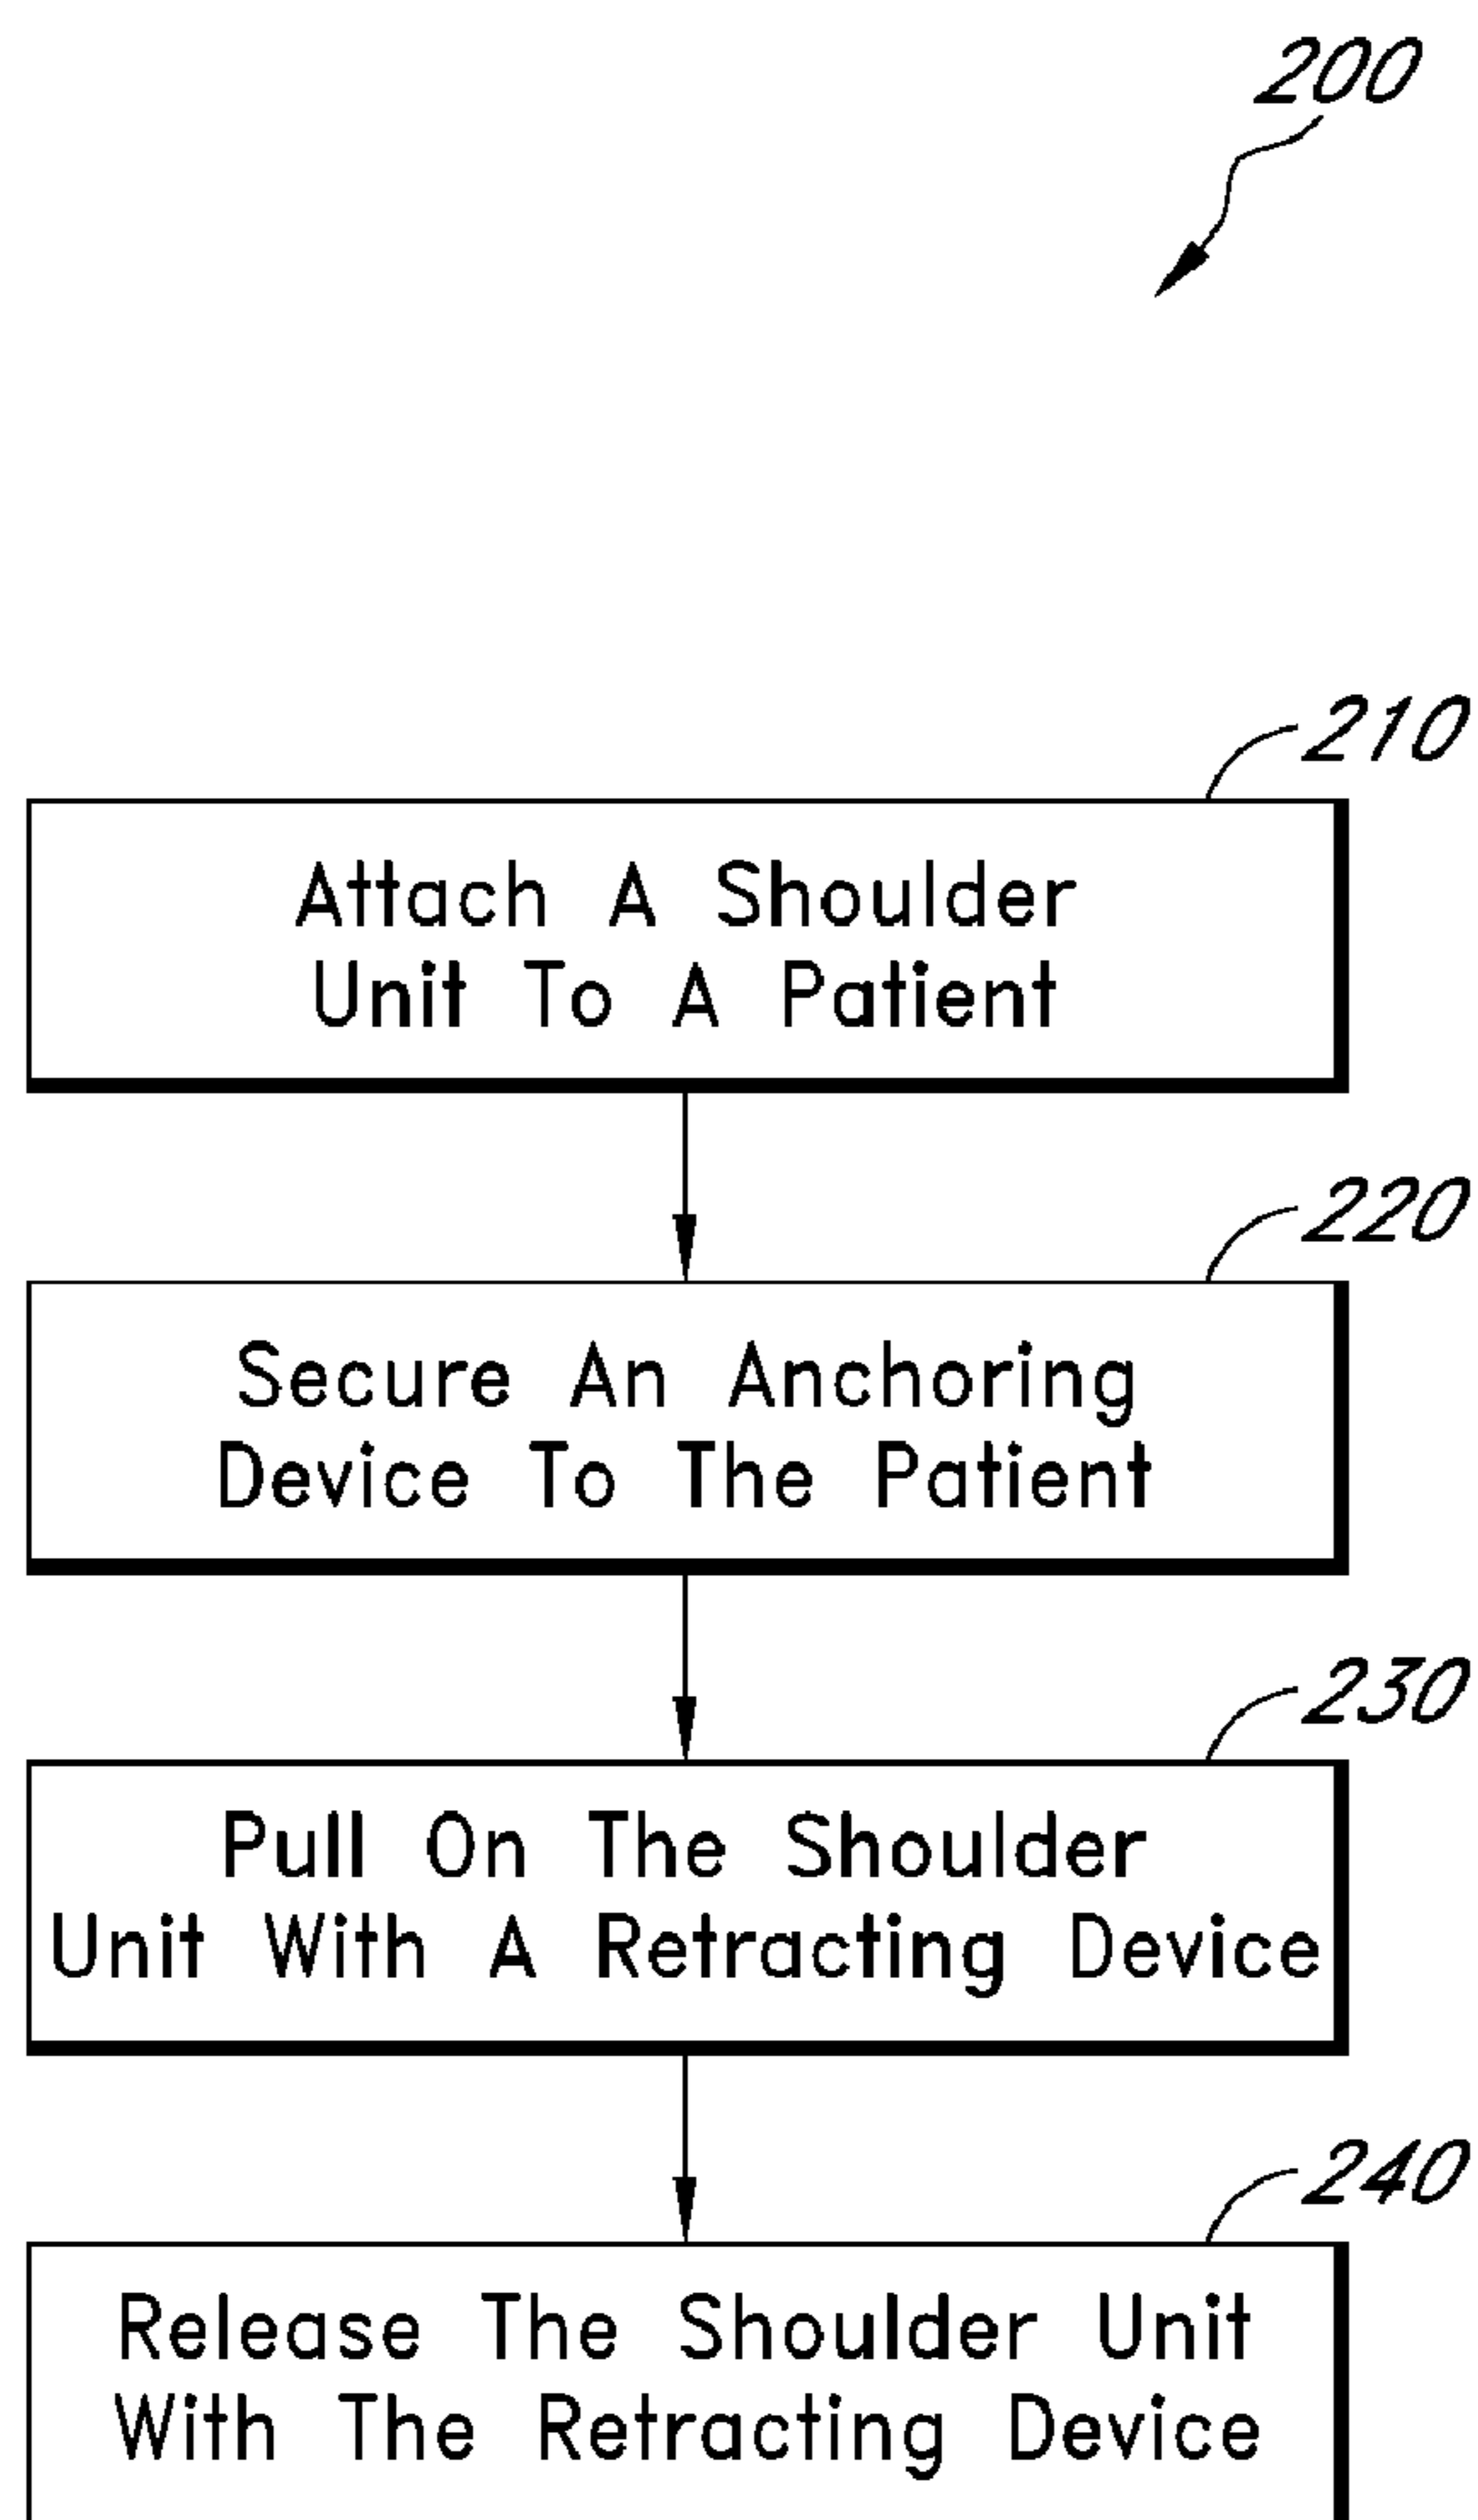 200
210
Attach A Shoulder
Unit To A Patient
220
Secure An Anchoring
Device To The Patient
230
Pull On The Shoulder
Unit With A Retracting Device
240
Release The Shoulder Unit
With The Retracting Device